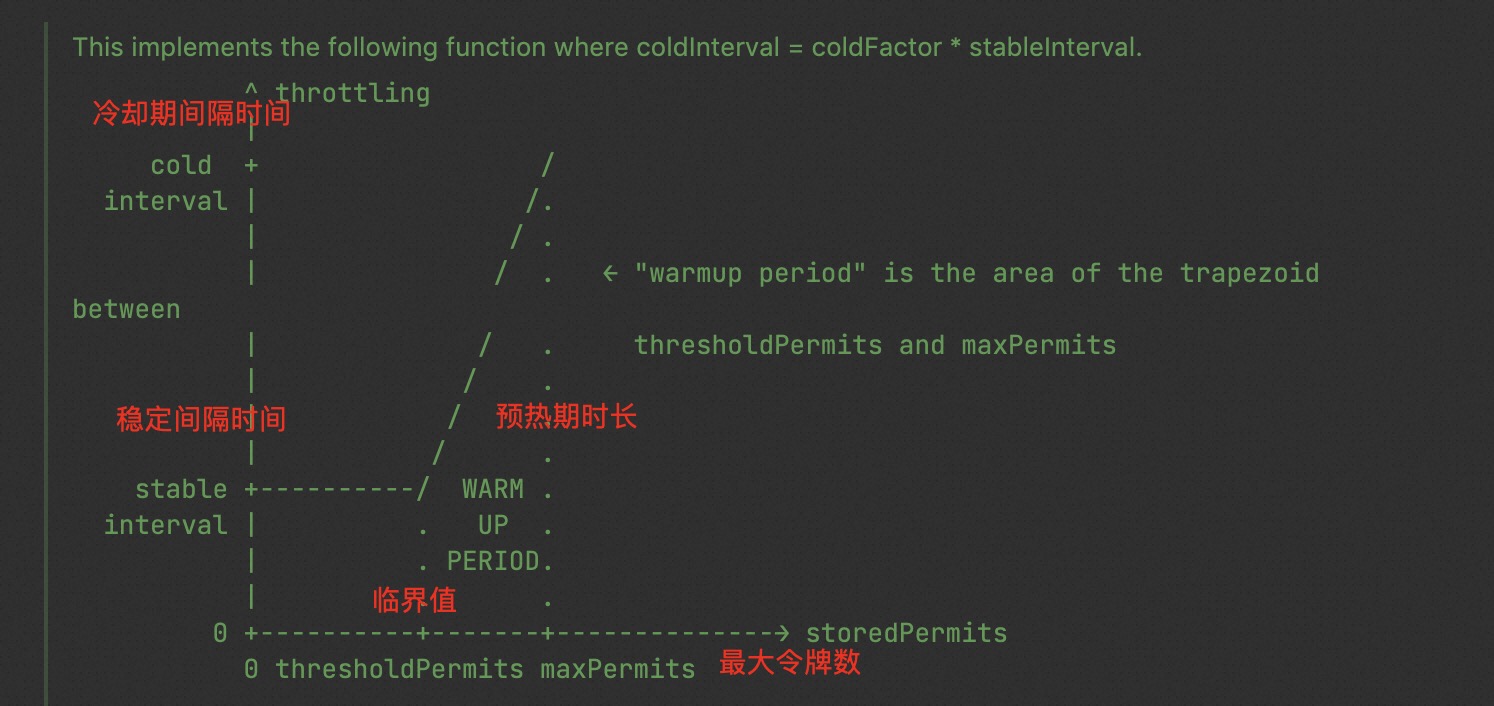 This implements the following function where coldInterval = coldFactor * stableInterval.
^ throttling
冷却期间隔时间
|
cold + /
interval | /.
| / .
| / . ← "warmup period" is the area of the trapezoid
between
| / . thresholdPermits and maxPermits
| / .
稳定间隔时间 | / 预热期时长 .
| / .
stable +----------/ WARM .
interval | . UP .
| . PERIOD.
| 临界值 . .
0 +----------+-------+--------------→ storedPermits
0 thresholdPermits maxPermits 最大令牌数